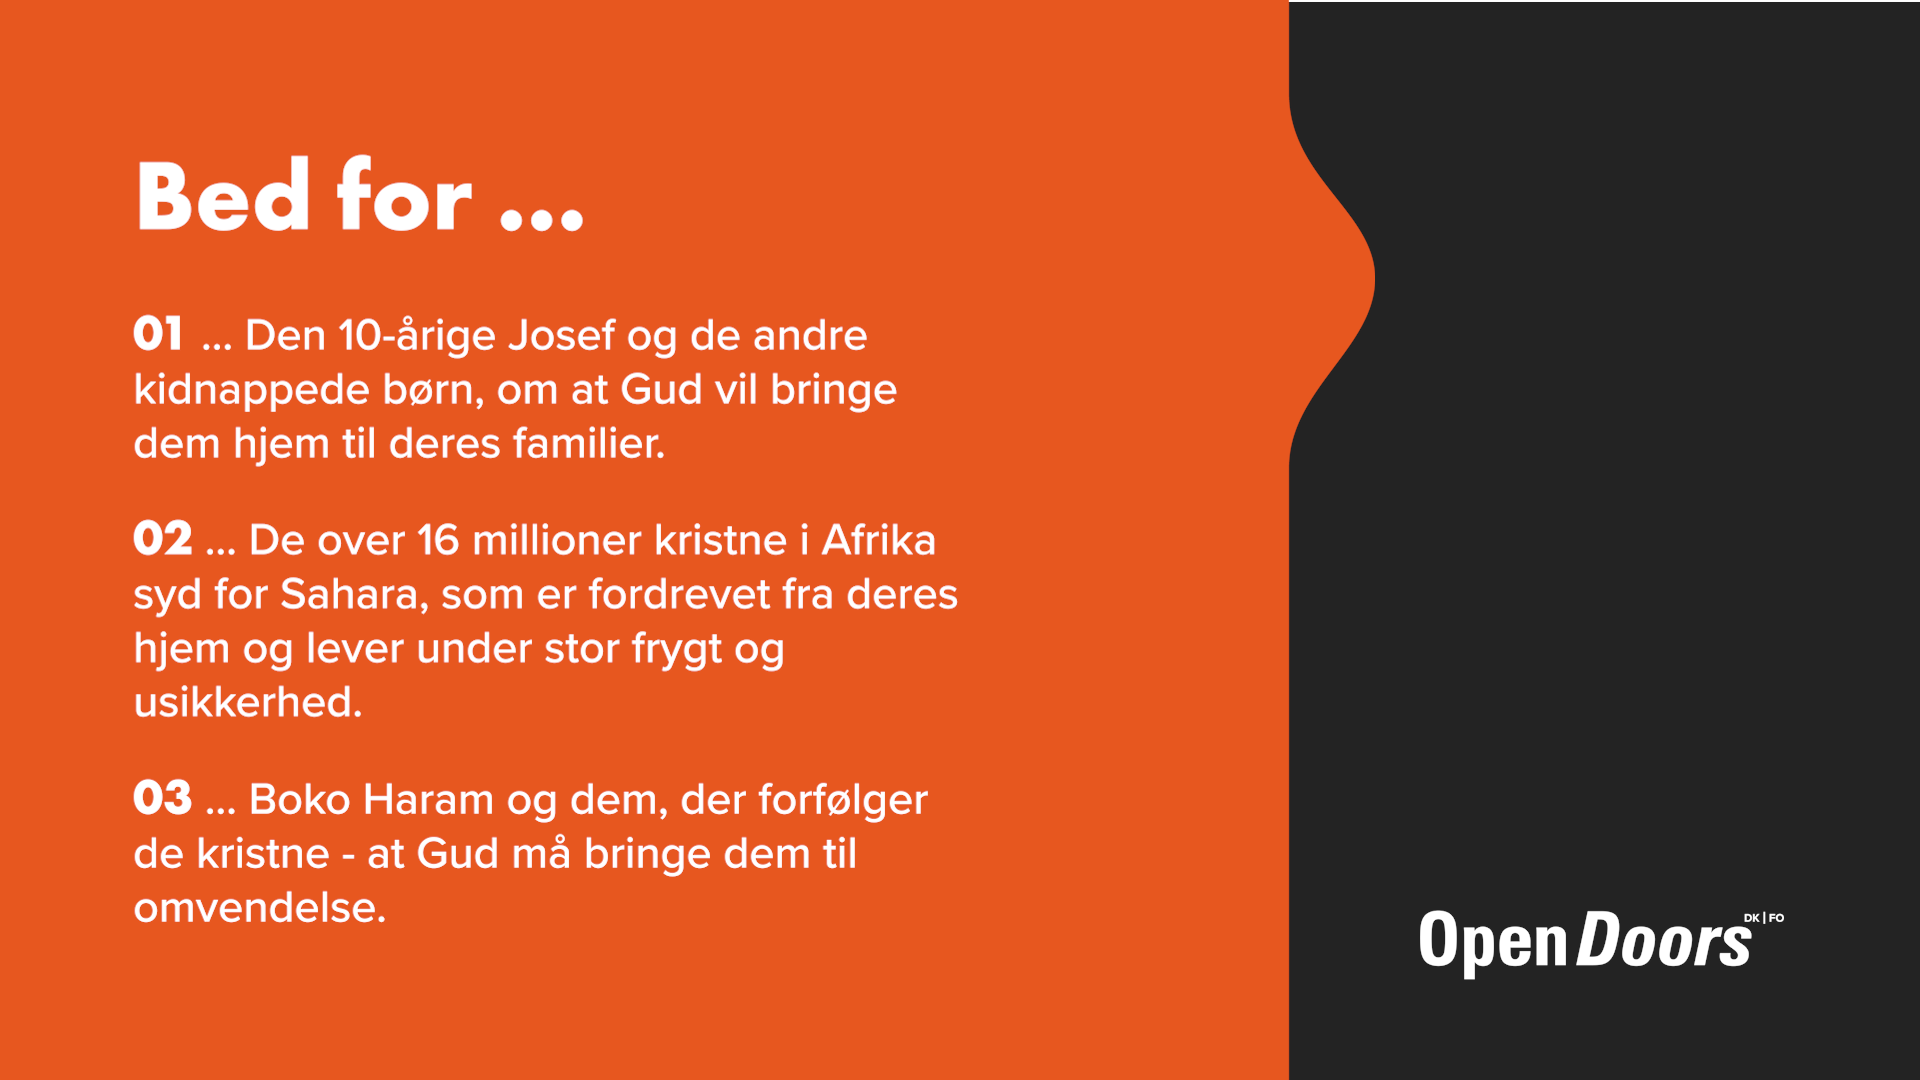 Bed for ...
01 ... Den 10-årige Josef og de andre
kidnappede børn, om at Gud vil bringe
dem hjem til deres familier.
02 ... De over 16 millioner kristne i Afrika
syd for Sahara, som er fordrevet fra deres
hjem og lever under stor frygt og
usikkerhed.
03 ... Boko Haram og dem, der forfølger
de kristne - at Gud må bringe dem til
omvendelse.
Open Doors DK | FO